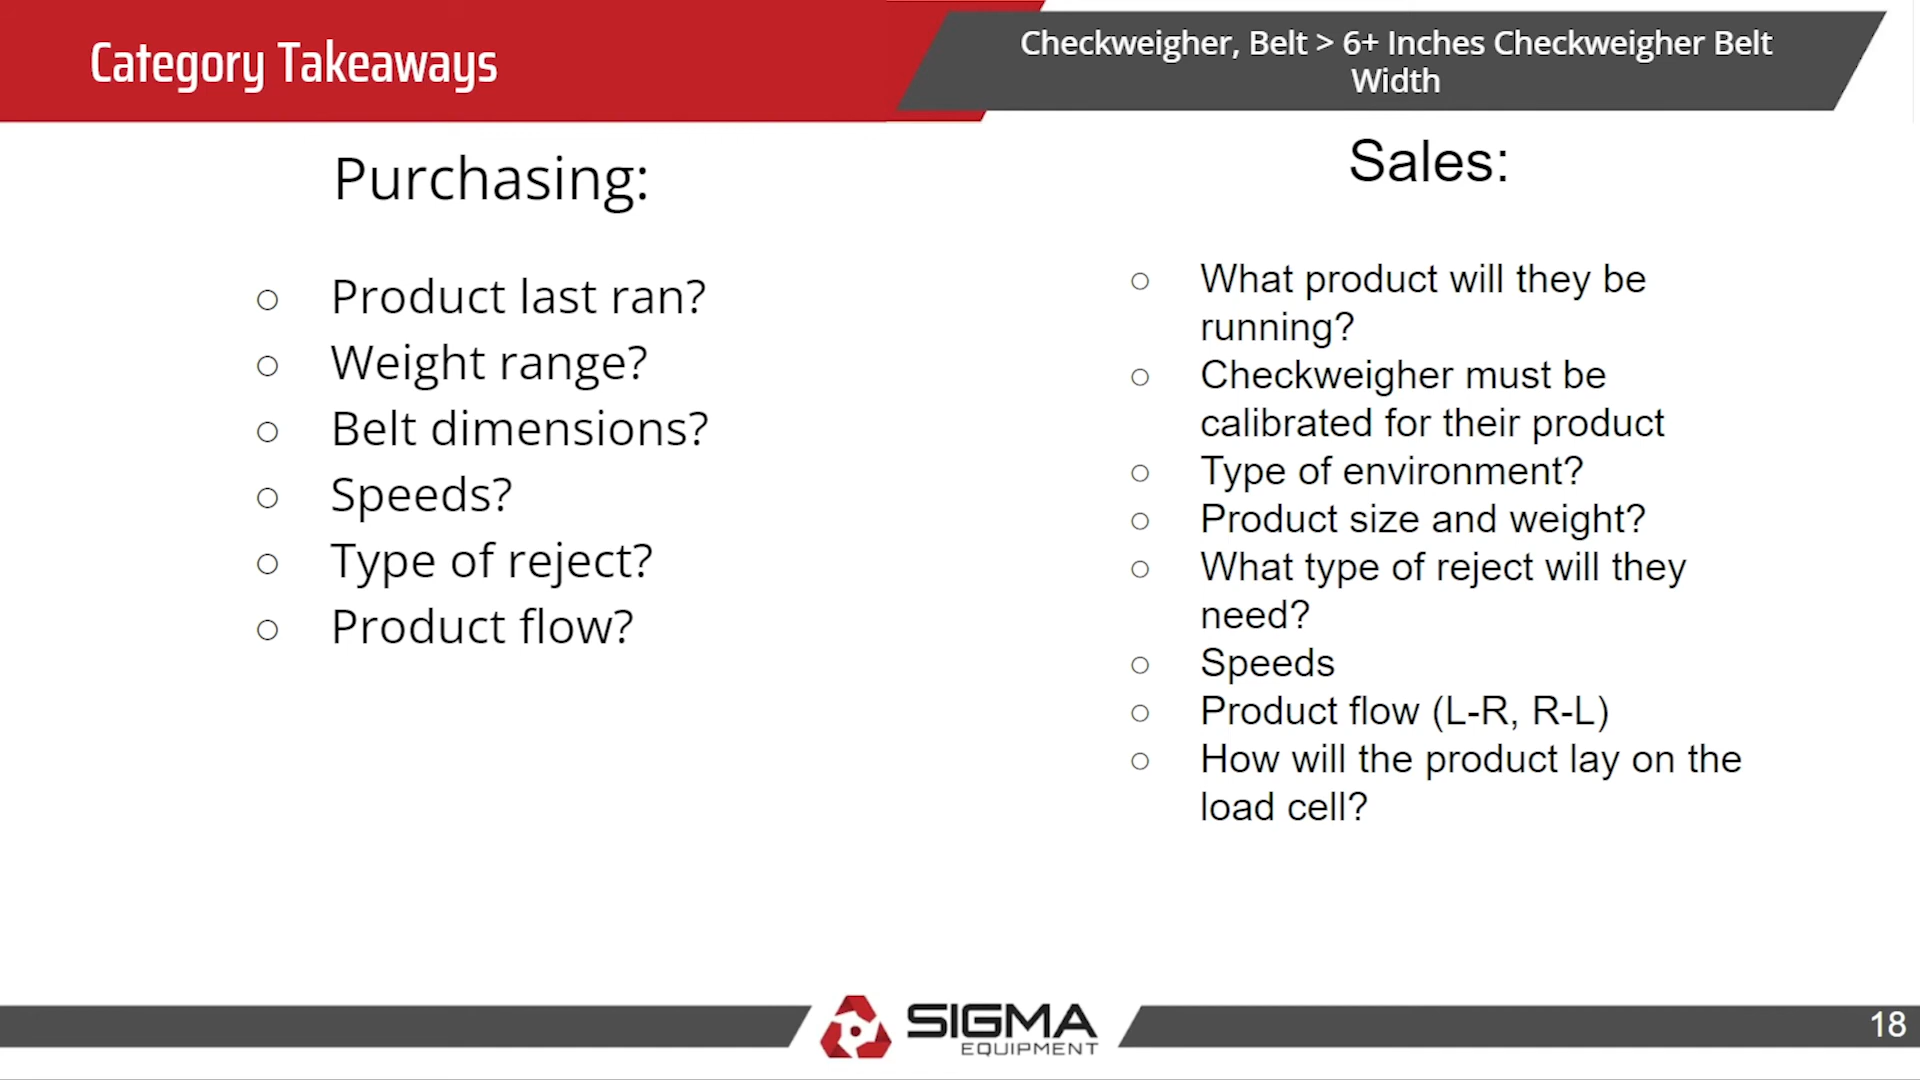 Category Takeaways
Checkweigher, Belt > 6+ Inches Checkweigher Belt
Width
Purchasing:
○ Product last ran?
○ Weight range?
○ Belt dimensions?
○ Speeds?
○ Type of reject?
○ Product flow?
Sales:
○ What product will they be
running?
○ Checkweigher must be
calibrated for their product
○ Type of environment?
○ Product size and weight?
○ What type of reject will they
need?
○ Speeds
○ Product flow (L-R, R-L)
○ How will the product lay on the
load cell?
SIGMA
EQUIPMENT
18